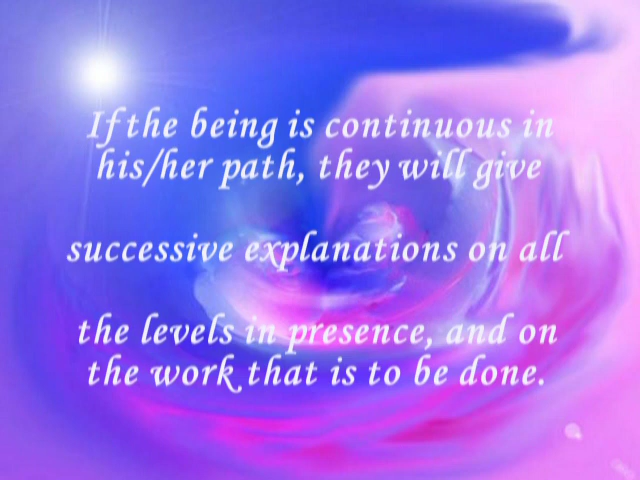 If the being is continuous in
his/her path, they will give
successive explanations on all
the levels in presence, and on
the work that is to be done.